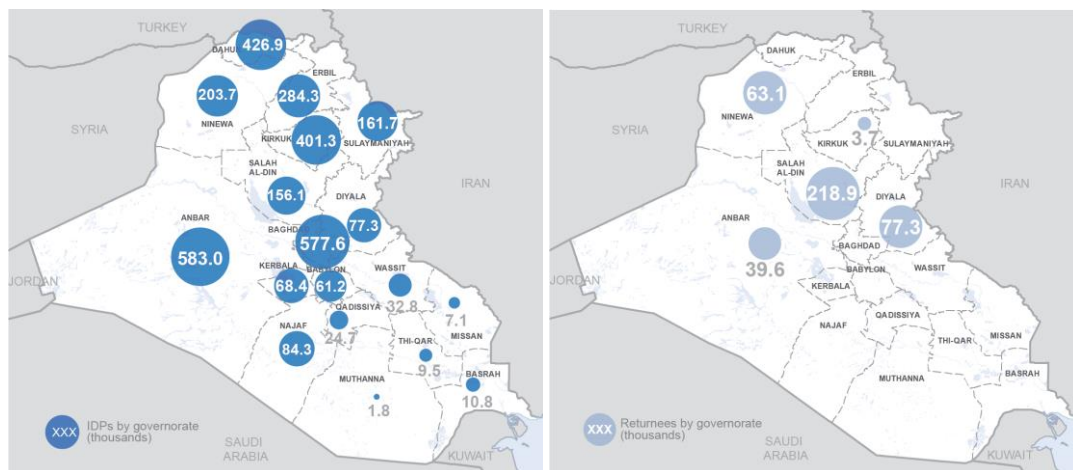 TURKEY
DAHUK
426.9
ERBIL
203.7
284.3
NINEWA
161.7
SYRIA
KIRKUK
401.3
SULAYMANIYAH
SALAH
AL-DIN
IRAN
156.1
DIYALA
ANBAR
77.3
BAGHDAD
577.6
583.0
KERBALA
BABYLON
WASSIT
JORDAN
68.4
61.2
32.8
QADISSIYA
7.1
24.7
NAJAF
MISSAN
84.3
THI-QAR
9.5
BASRAH
MUTHANNA
10.8
1.8
XXX
IDPs by governorate
(thousands)
SAUDI
ARABIA
KUWAIT
TURKEY
DAHUK
ERBIL
63.1
NINEWA
3.7
SYRIA
KIRKUK
SULAYMANIYAH
SALAH
AL-DIN
IRAN
218.9
DIYALA
ANBAR
77.3
39.6
BAGHDAD
BABYLON
WASSIT
JORDAN
KERBALA
QADISSIYA
NAJAF
MISSAN
THI-QAR
BASRAH
MUTHANNA
XXX
Returnees by governorate
(thousands)
SAUDI
ARABIA
KUWAIT